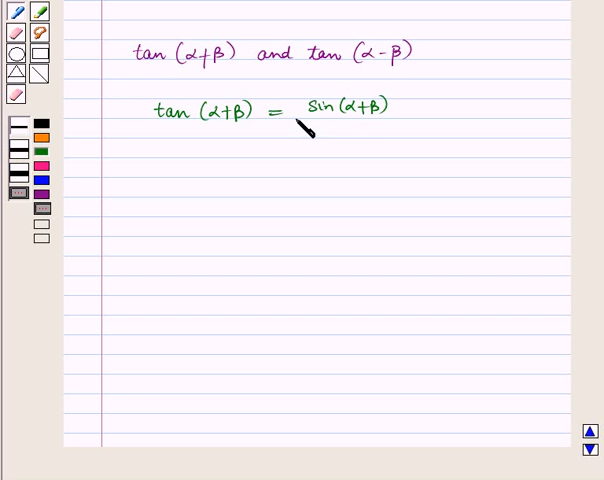 tan (α+β) and tan (α-β)
tan (α+β) = sin (α+β)